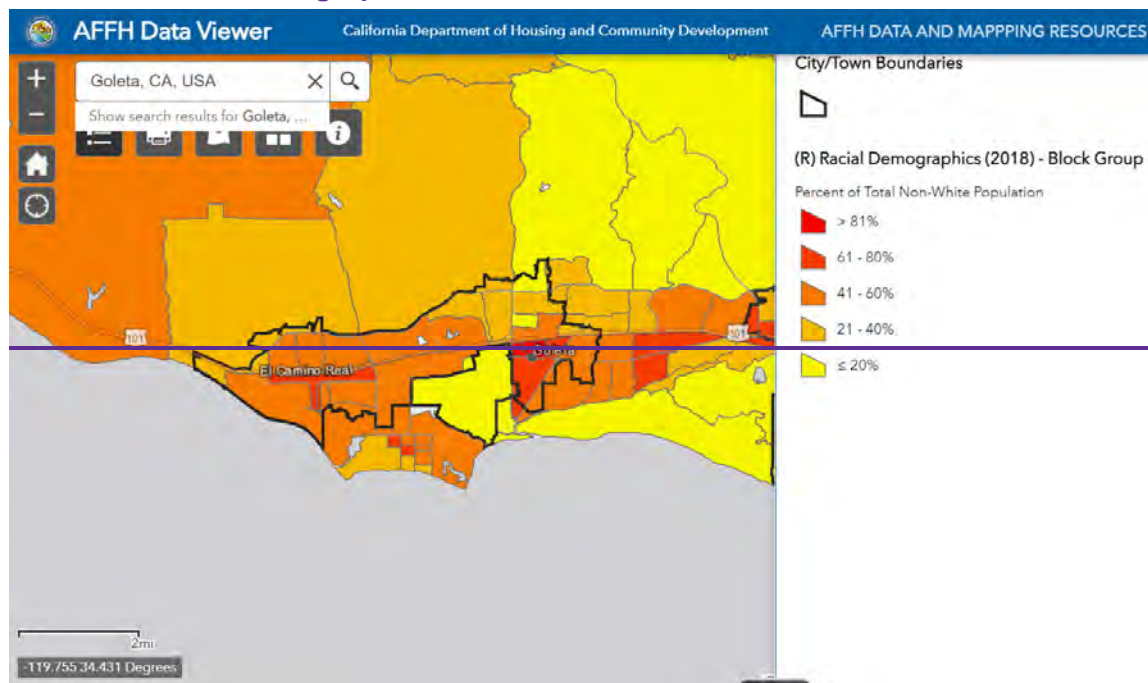 AFFH Data Viewer
California Department of Housing and Community Development
AFFH DATA AND MAPPPING RESOURCES
Goleta, CA, USA
Show search results for Goleta, ...
City/Town Boundaries
(R) Racial Demographics (2018) - Block Group
Percent of Total Non-White Population
> 81%
61 - 80%
41 - 60%
21 - 40%
≤ 20%
101
101
Goleta
El Camino Real
2mi
-119.755 34.431 Degrees